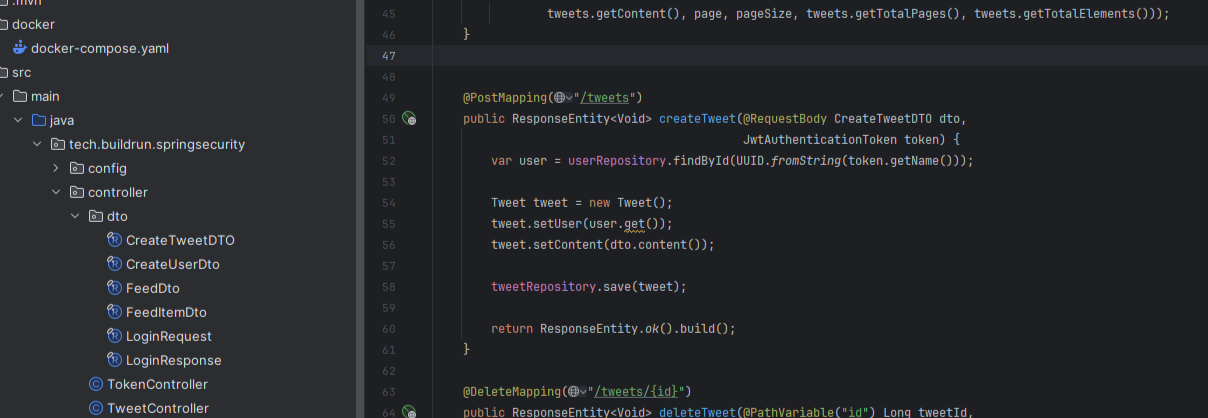 .mvn
docker
docker-compose.yaml
src
main
java
tech.buildrun.springsecurity
config
controller
dto
CreateTweetDTO
CreateUserDto
FeedDto
FeedItemDto
LoginRequest
LoginResponse
TokenController
TweetController
45 tweets.getContent(), page, pageSize, tweets.getTotalPages(), tweets.getTotalElements()));
46 }
47
48
49 @PostMapping("/tweets")
50 public ResponseEntity<Void> createTweet(@RequestBody CreateTweetDTO dto,
51 JwtAuthenticationToken token) {
52 var user = userRepository.findById(UUID.fromString(token.getName()));
53
54 Tweet tweet = new Tweet();
55 tweet.setUser(user.get());
56 tweet.setContent(dto.content());
57
58 tweetRepository.save(tweet);
59
60 return ResponseEntity.ok().build();
61 }
62
63 @DeleteMapping("/tweets/{id}")
64 public ResponseEntity<Void> deleteTweet(@PathVariable("id") Long tweetId,